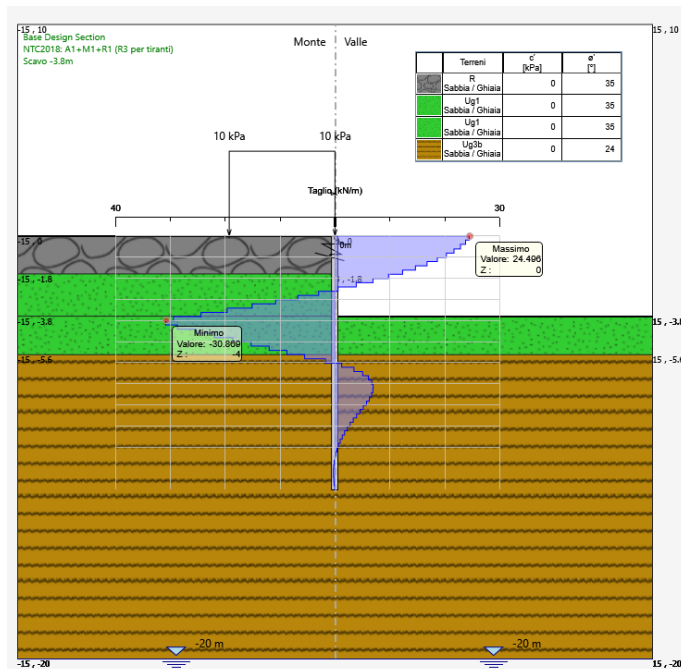 -15 , 10
15 , 10
Base Design Section
NTC2018: A1+M1+R1 (R3 per tiranti)
Scavo -3.8m
Monte
Valle
Terreni
c'
[kPa]
ø'
[°]
R
Sabbia / Ghiaia
0
35
Ug1
Sabbia / Ghiaia
0
35
Ug1
Sabbia / Ghiaia
0
35
Ug3b
Sabbia / Ghiaia
0
24
10 kPa
10 kPa
Taglio (kN/m)
40
30
-15 , 0
0m
Massimo
Valore: 24.496
Z : 0
-15 , -1.8
, -1.8
-15 , -3.8
15 , -3.8
Minimo
Valore: -30.869
Z : -4
-15 , -5.6
15 , -5.6
-20 m
-20 m
-15 , -20
15 , -20